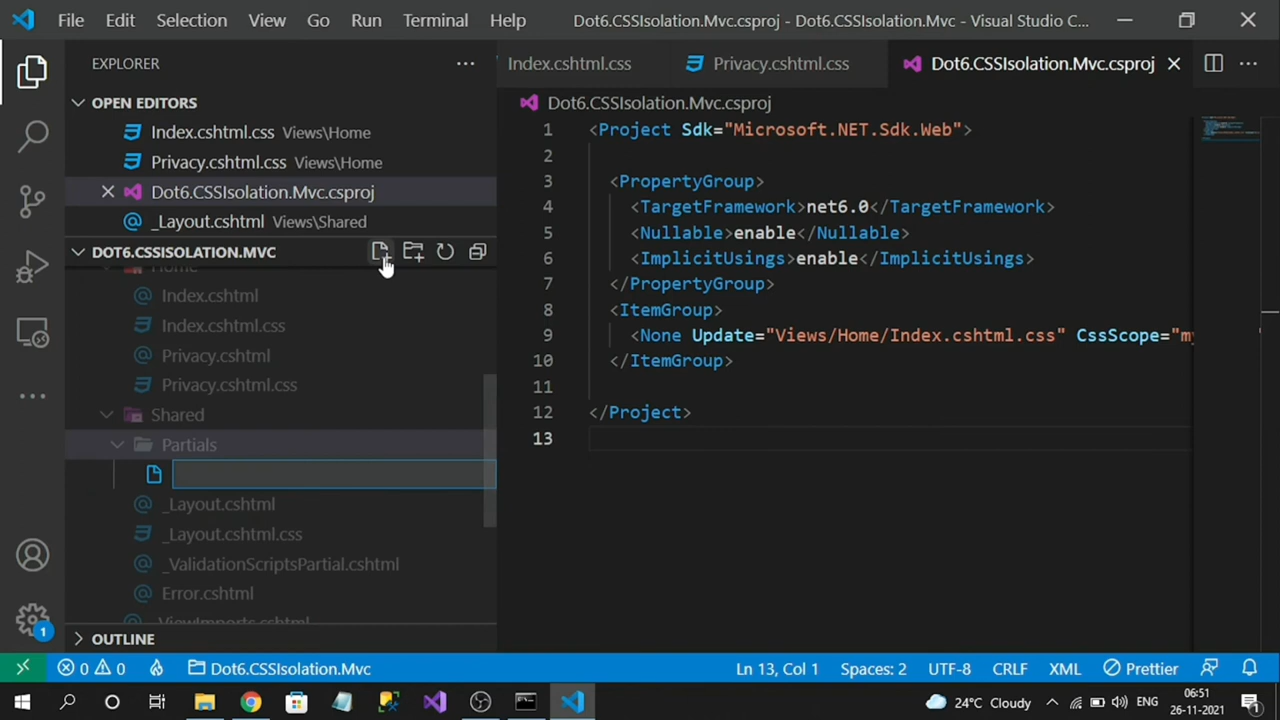 File Edit Selection View Go Run Terminal Help Dot6.CSSIsolation.Mvc.csproj - Dot6.CSSIsolation.Mvc - Visual Studio C...
EXPLORER
Index.cshtml.css Privacy.cshtml.css Dot6.CSSIsolation.Mvc.csproj
OPEN EDITORS
Index.cshtml.css Views\Home
Privacy.cshtml.css Views\Home
Dot6.CSSIsolation.Mvc.csproj
_Layout.cshtml Views\Shared
DOT6.CSSISOLATION.MVC
Home
Index.cshtml
Index.cshtml.css
Privacy.cshtml
Privacy.cshtml.css
Shared
Partials
_Layout.cshtml
_Layout.cshtml.css
_ValidationScriptsPartial.cshtml
Error.cshtml
_ViewImports.cshtml
OUTLINE
Dot6.CSSIsolation.Mvc.csproj
1 <Project Sdk="Microsoft.NET.Sdk.Web">
2
3 <PropertyGroup>
4 <TargetFramework>net6.0</TargetFramework>
5 <Nullable>enable</Nullable>
6 <ImplicitUsings>enable</ImplicitUsings>
7 </PropertyGroup>
8 <ItemGroup>
9 <None Update="Views/Home/Index.cshtml.css" CssScope="my
10 </ItemGroup>
11
12 </Project>
13
1
0 0 Dot6.CSSIsolation.Mvc Ln 13, Col 1 Spaces: 2 UTF-8 CRLF XML Prettier
24°C Cloudy ENG 06:51
26-11-2021 1